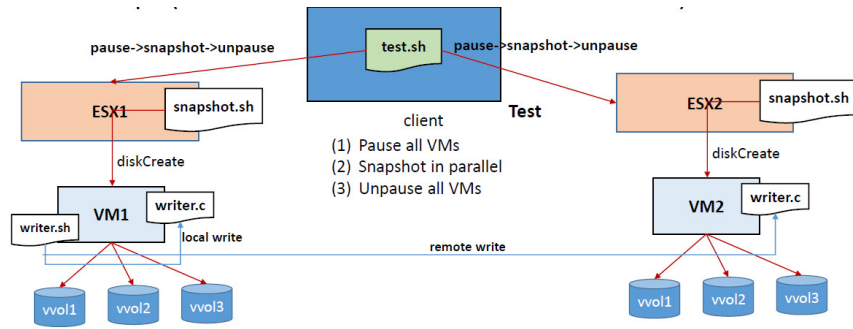 pause->snapshot->unpause
test.sh
pause->snapshot->unpause
ESX1
snapshot.sh
client
Test
ESX2
snapshot.sh
(1) Pause all VMs
(2) Snapshot in parallel
(3) Unpause all VMs
diskCreate
diskCreate
VM1
writer.c
writer.sh
local write
VM2
writer.c
remote write
vvol1
vvol2
vvol3
vvol1
vvol2
vvol3